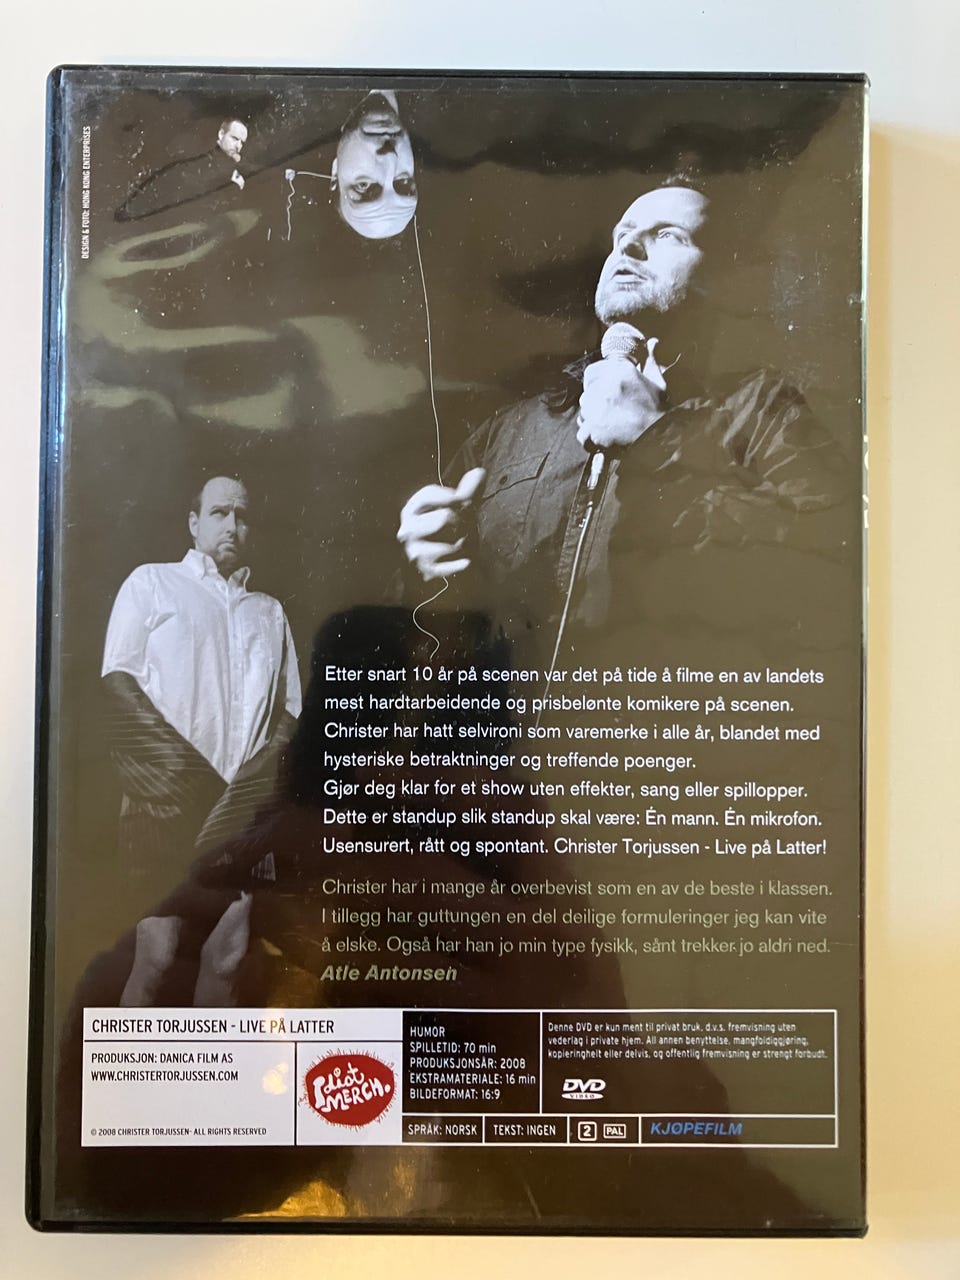 DESIGN & FOTO: HONG KONG ENTERPRISES
Etter snart 10 år på scenen var det på tide å filme en av landets
mest hardtarbeidende og prisbelønte komikere på scenen.
Christer har hatt selvironi som varemerke i alle år, blandet med
hysteriske betraktninger og treffende poenger.
Gjør deg klar for et show uten effekter, sang eller spillopper.
Dette er standup slik standup skal være: Én mann. Én mikrofon.
Usensurert, rått og spontant. Christer Torjussen - Live på Latter!
Christer har i mange år overbevist som en av de beste i klassen.
I tillegg har guttungen en del deilige formuleringer jeg kan vite
å elske. Også har han jo min type fysikk, sånt trekker jo aldri ned.
Atle Antonsen
CHRISTER TORJUSSEN - LIVE PÅ LATTER
PRODUKSJON: DANICA FILM AS
WWW.CHRISTERTORJUSSEN.COM
© 2008 CHRISTER TORJUSSEN- ALL RIGHTS RESERVED
Idiot
MERCH.
HUMOR
SPILLETID: 70 min
PRODUKSJONSÅR: 2008
EKSTRAMATERIALE: 16 min
BILDEFORMAT: 16:9
Denne DVD er kun ment til privat bruk, d.v.s. fremvisning uten
vederlag i private hjem. All annen benyttelse, mangfoldiggjøring,
kopieringhelt eller delvis, og offentlig fremvisning er strengt forbudt.
DVD
VIDEO
SPRÅK: NORSK
TEKST: INGEN
2
PAL
KJØPEFILM